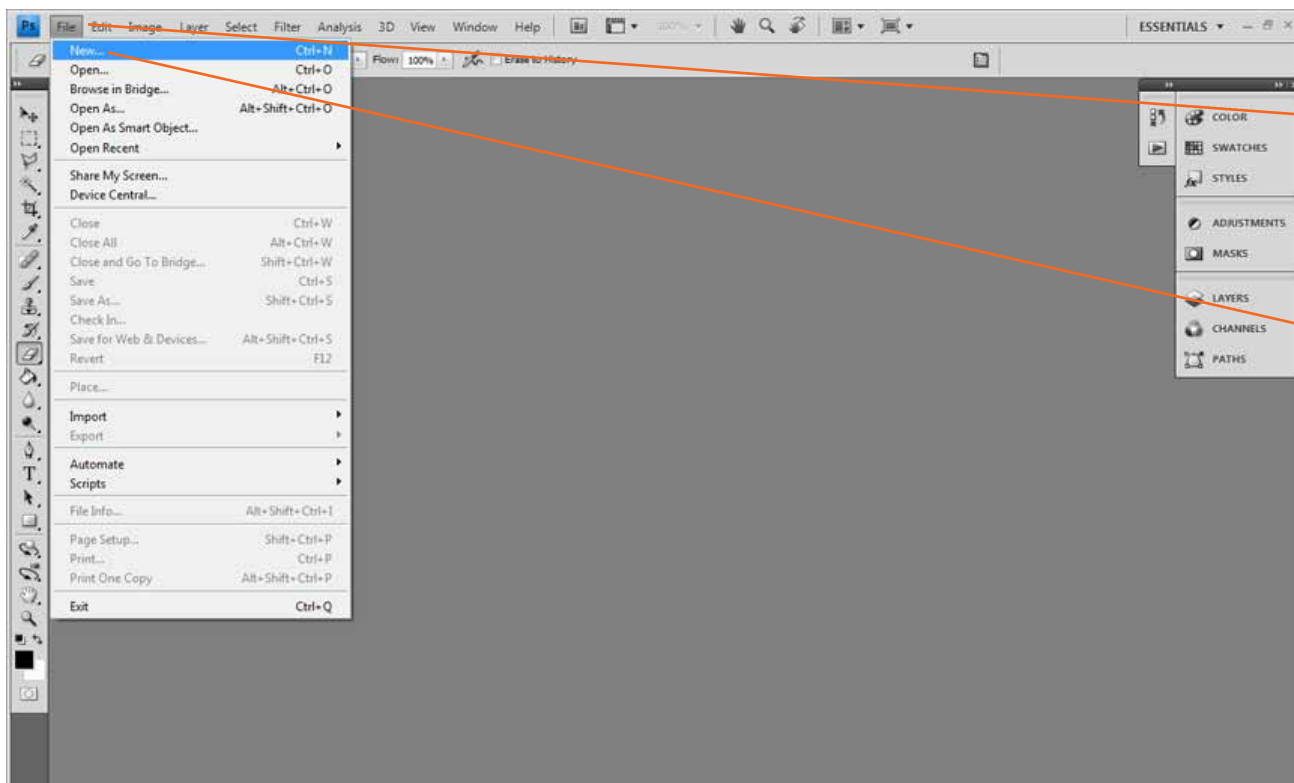 Ps File Edit Image Layer Select Filter Analysis 3D View Window Help Br 100% ESSENTIALS
Flow: 100% Erase to History
New... Ctrl+N
Open... Ctrl+O
Browse in Bridge... Alt+Ctrl+O
Open As... Alt+Shift+Ctrl+O
Open As Smart Object...
Open Recent
Share My Screen...
Device Central...
Close Ctrl+W
Close All Alt+Ctrl+W
Close and Go To Bridge... Shift+Ctrl+W
Save Ctrl+S
Save As... Shift+Ctrl+S
Check In...
Save for Web & Devices... Alt+Shift+Ctrl+S
Revert F12
Place...
Import
Export
Automate
Scripts
File Info... Alt+Shift+Ctrl+I
Page Setup... Shift+Ctrl+P
Print... Ctrl+P
Print One Copy Alt+Shift+Ctrl+P
Exit Ctrl+Q
COLOR
SWATCHES
STYLES
ADJUSTMENTS
MASKS
LAYERS
CHANNELS
PATHS